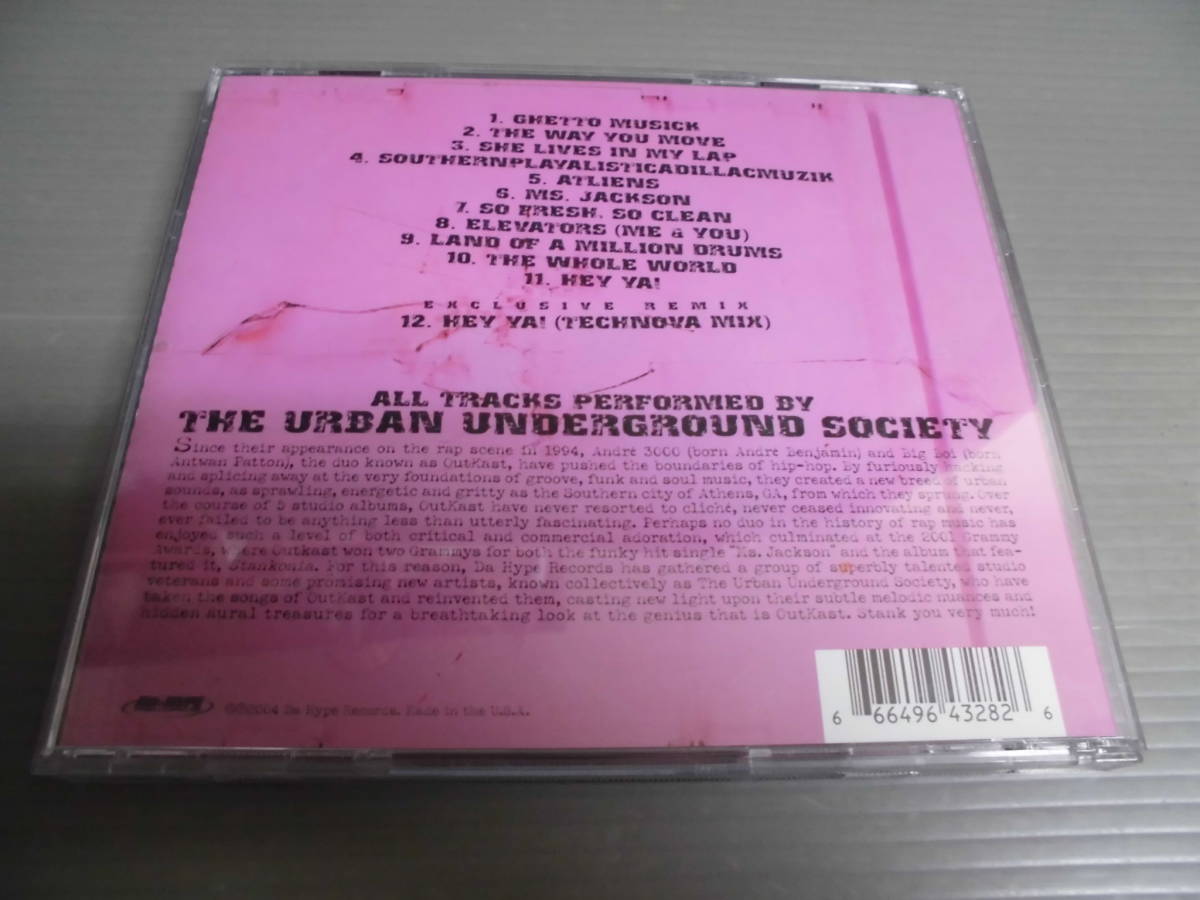 1. GHETTO MUSICK
2. THE WAY YOU MOVE
3. SHE LIVES IN MY LAP
4. SOUTHERNPLAYALISTICADILLACMUZIK
5. ATLIENS
6. MS. JACKSON
7. SO FRESH, SO CLEAN
8. ELEVATORS (ME & YOU)
9. LAND OF A MILLION DRUMS
10. THE WHOLE WORLD
11. HEY YA!
EXCLUSIVE REMIX
12. HEY YA! (TECHNOVA MIX)
ALL TRACKS PERFORMED BY
THE URBAN UNDERGROUND SOCIETY
Since their appearance on the rap scene in 1994, André 3000 (born André Benjamin) and Big Boi (born
Antwan Patton), the duo known as OutKast, have pushed the boundaries of hip-hop. By furiously hacking
and splicing away at the very foundations of groove, funk and soul music, they created a new breed of urban
sounds, as sprawling, energetic and gritty as the Southern city of Athens, GA, from which they sprung. Over
the course of 5 studio albums, OutKast have never resorted to cliché, never ceased innovating and never,
ever failed to be anything less than utterly fascinating. Perhaps no duo in the history of rap music has
enjoyed such a level of both critical and commercial adoration, which culminated at the 2001 Grammy
Awards, were Outkast won two Grammys for both the funky hit single "Ms. Jackson" and the album that fea-
tured it, Stankonia. For this reason, Da Hype Records has gathered a group of superbly talented studio
veterans and some promising new artists, known collectively as The Urban Underground Society, who have
taken the songs of OutKast and reinvented them, casting new light upon their subtle melodic nuances and
hidden aural treasures for a breathtaking look at the genius that is OutKast. Stank you very much!
℗©2004 Da Hype Records. Made in the U.S.A.
6 66496 43282 6